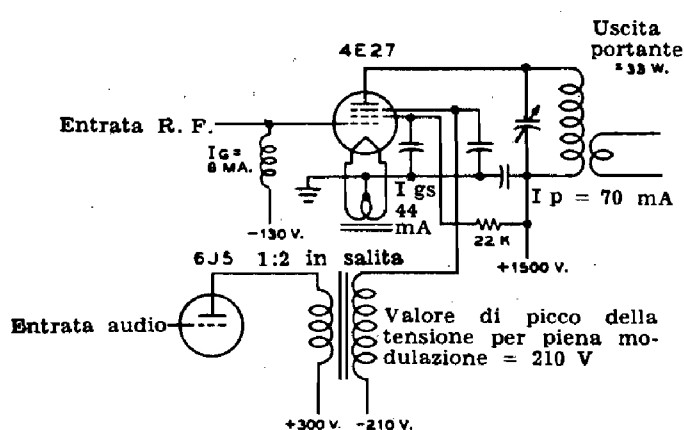 Uscita
portante
= 33 W.
4E27
Entrata R. F.
IG =
8 MA.
I gs
44
mA
I p = 70 mA
22 K
−130 V.
+1500 V.
6J5 1:2 in salita
Entrata audio
Valore di picco della
tensione per piena mo-
dulazione = 210 V
+300 V. −210 V.